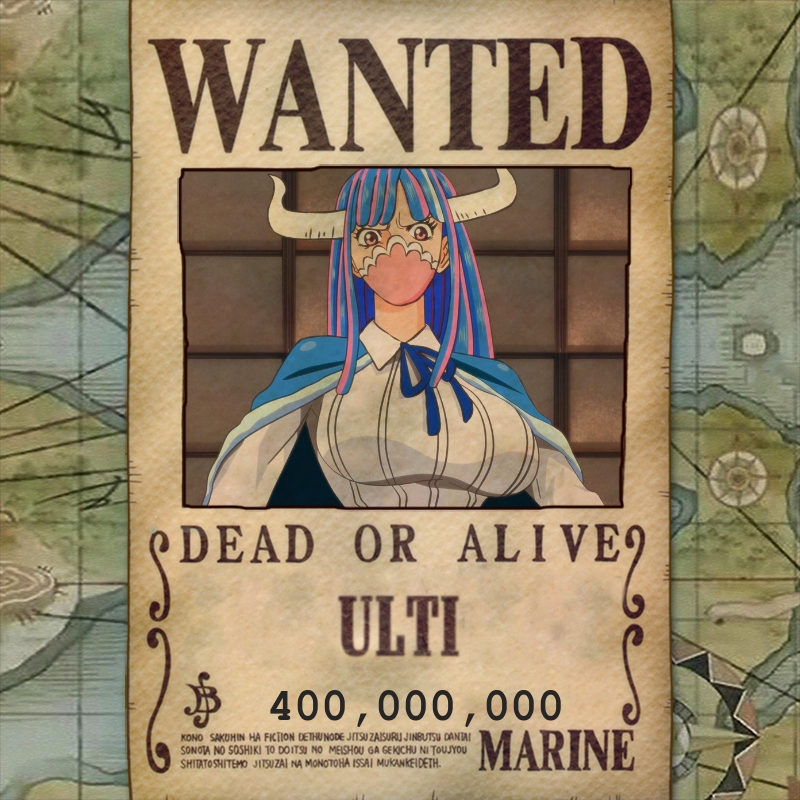 WANTED
DEAD OR ALIVE
ULTI
400,000,000
KONO SAKUHIN HA FICTION DETHUNODE JITSUZAISURU JINBUTSU DANTAI
SONOTA NO SOSHIKI TO DOITSU NO MEISHOU GA GEKICHU NI TOUJYOU
SHITATOSHITEMO JITSUZAI NA MONOTOHA ISSAI MUKANKEIDETH.
MARINE